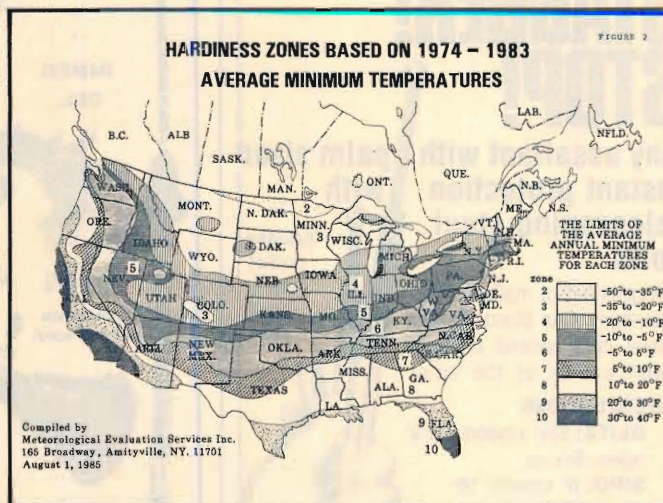 FIGURE 2
HARDINESS ZONES BASED ON 1974 – 1983
AVERAGE MINIMUM TEMPERATURES
B.C.
ALB
SASK.
MAN.
ONT.
QUE.
LAB.
NFLD.
N.B.
N.S.
ME.
VT.
WASH.
MONT.
N. DAK.
2
MINN.
3
WISC.
MICH
ORE.
IDAHO
WYO.
S DAK.
IOWA
NEB
NEV.
5
UTAH
COLO.
3
KANS.
MO.
4
ILL
5
6
IND
OHIO
PA.
N.J.
MA.
R.I.
DE.
MD.
KY.
VA.
CAL
ARIZ.
NEW
MEX.
OKLA.
ARK.
TENN.
N.CAR
TEXAS
LA.
MISS.
ALA.
7
GA.
8
9 FLA.
10
THE LIMITS OF
THE AVERAGE
ANNUAL MINIMUM
TEMPERATURES
FOR EACH ZONE
zone
2 -50° to -35°F
3 -35° to -20°F
4 -20° to -10°F
5 -10° to -5°F
6 -5° to 5°F
7 5° to 10°F
8 10° to 20°F
9 20° to 30°F
10 30° to 40°F
Compiled by
Meteorological Evaluation Services Inc.
165 Broadway, Amityville, NY. 11701
August 1, 1985